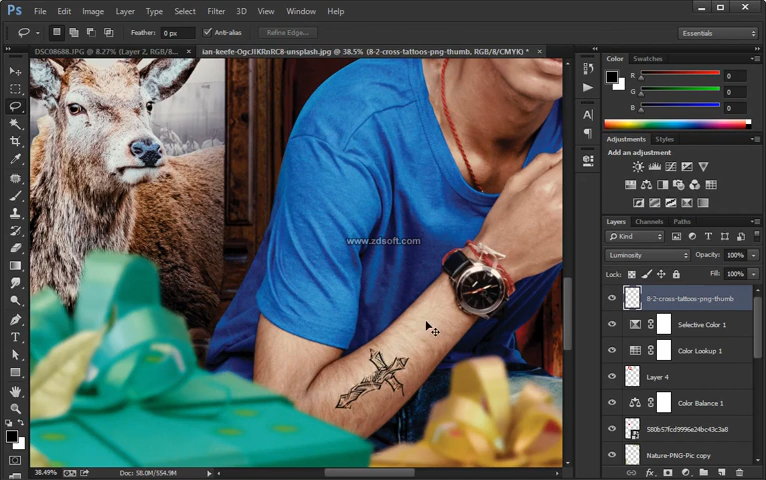 Ps File Edit Image Layer Type Select Filter 3D View Window Help
Feather: 0 px Anti-alias Refine Edge... Essentials
DSC08688.JPG @ 8.27% (Layer 2, RGB/8... × ian-keefe-OgcJIKRnRC8-unsplash.jpg @ 38.5% (8-2-cross-tattoos-png-thumb, RGB/8/CMYK) * ×
www.zdsoft.com
38.49% Doc: 58.0M/554.9M
Color Swatches
R 0
G 0
B 0
Adjustments Styles
Add an adjustment
Layers Channels Paths
Kind
Luminosity Opacity: 100%
Lock: Fill: 100%
8-2-cross-tattoos-png-thumb
Selective Color 1
Color Lookup 1
Layer 4
Color Balance 1
580b57fcd9996e24bc43c3a8
Nature-PNG-Pic copy